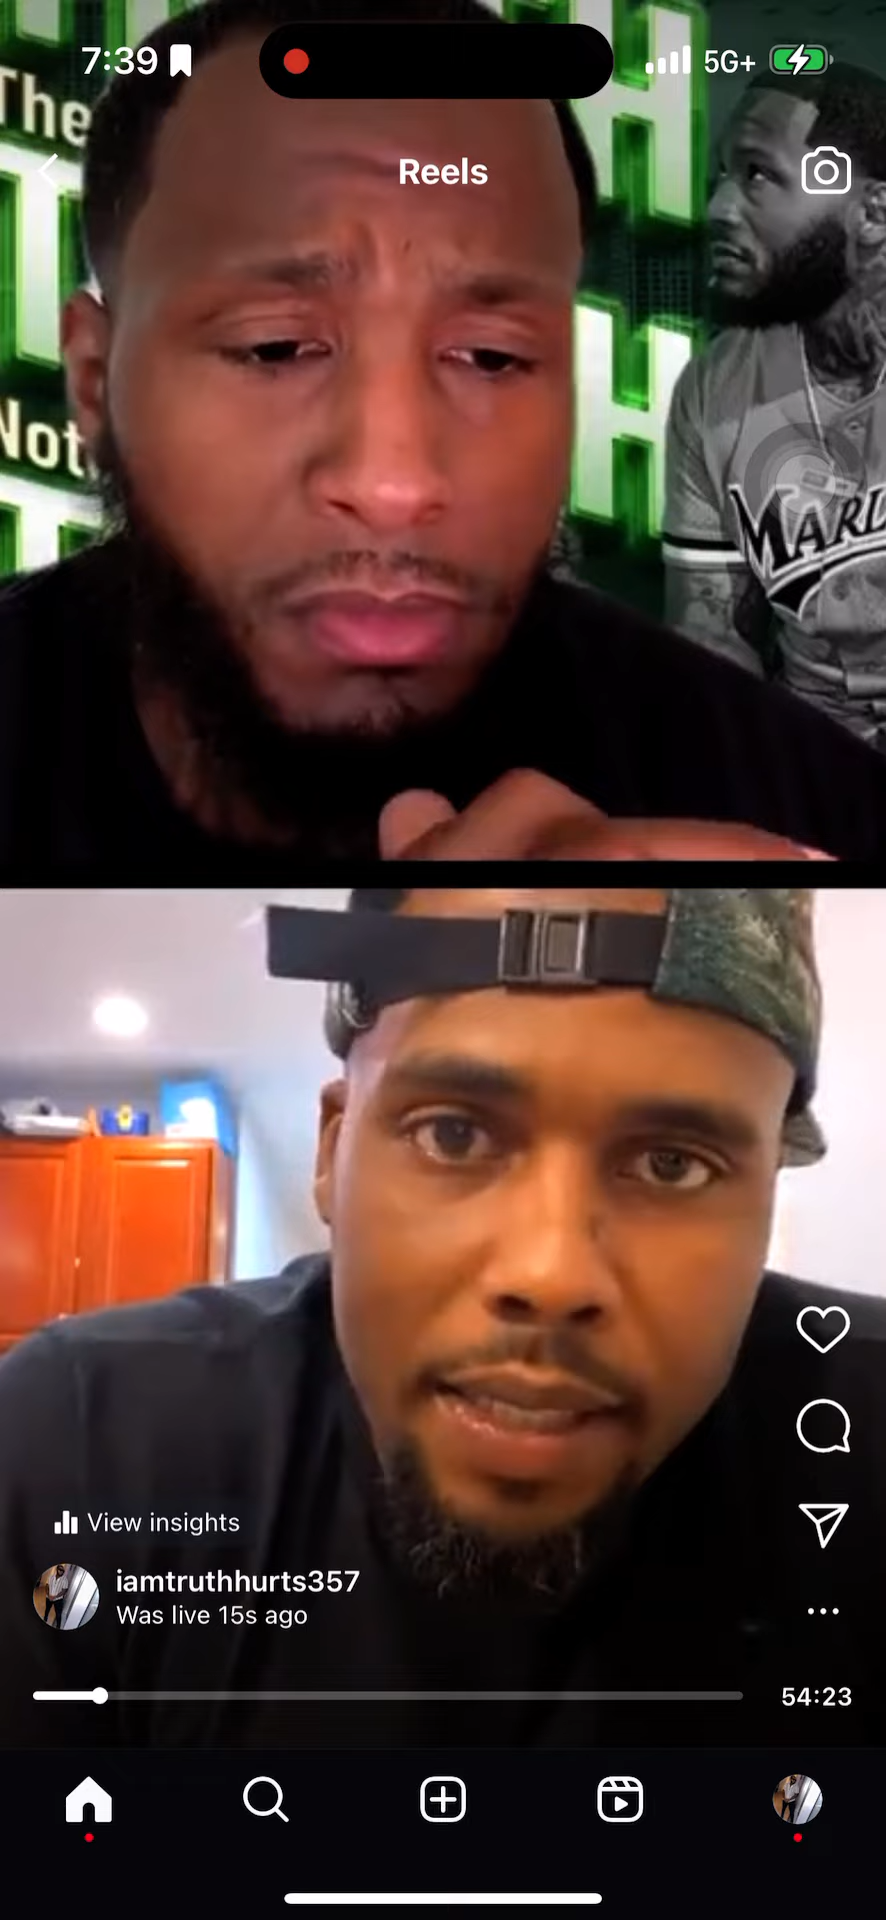 7:39
5G+
The
Reels
Not
MARL
View insights
iamtruthhurts357
Was live 15s ago
54:23